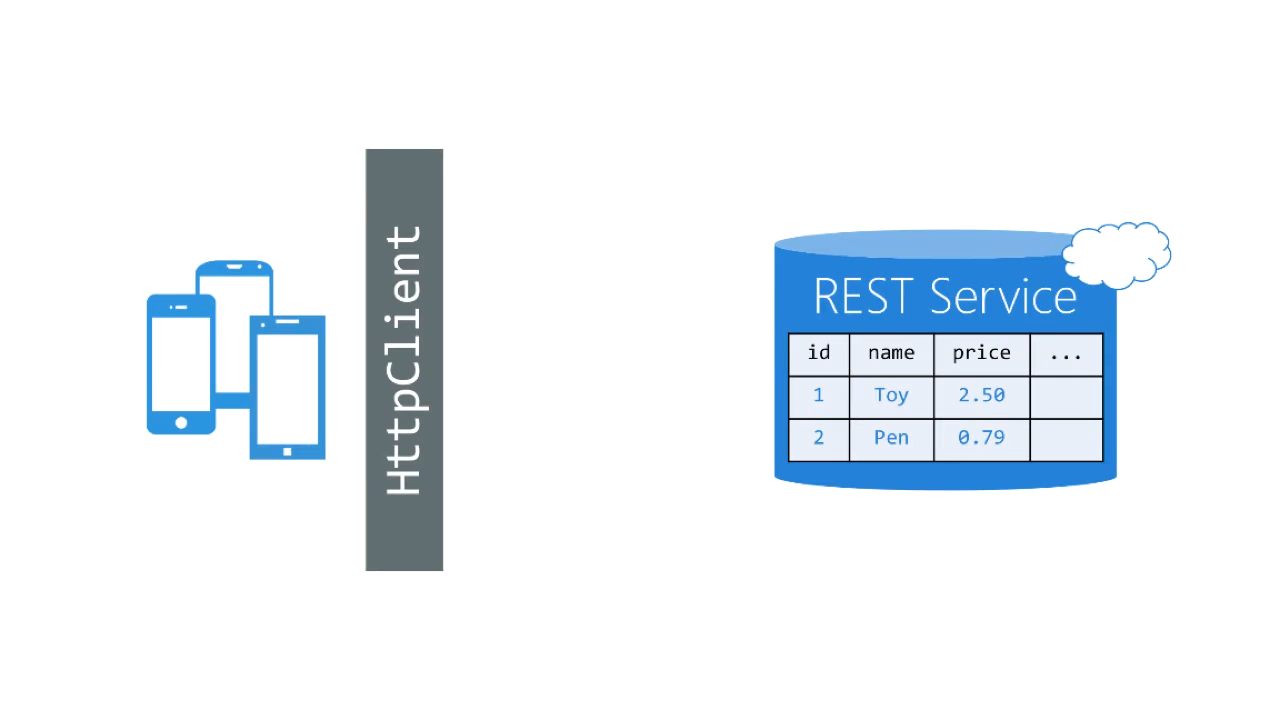 HttpClient
REST Service
id name price ...
1 Toy 2.50
2 Pen 0.79